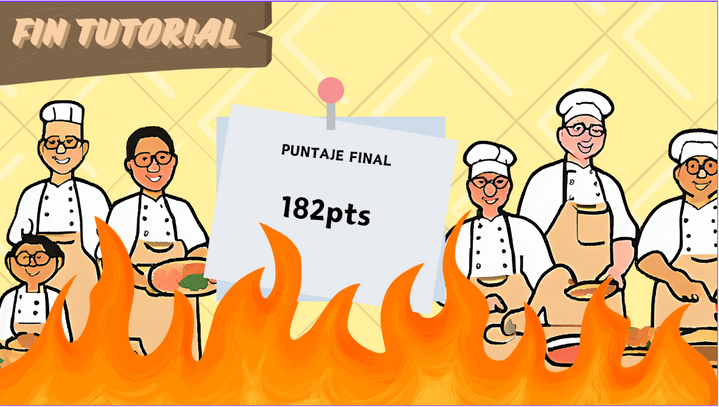 FIN TUTORIAL
PUNTAJE FINAL
182pts